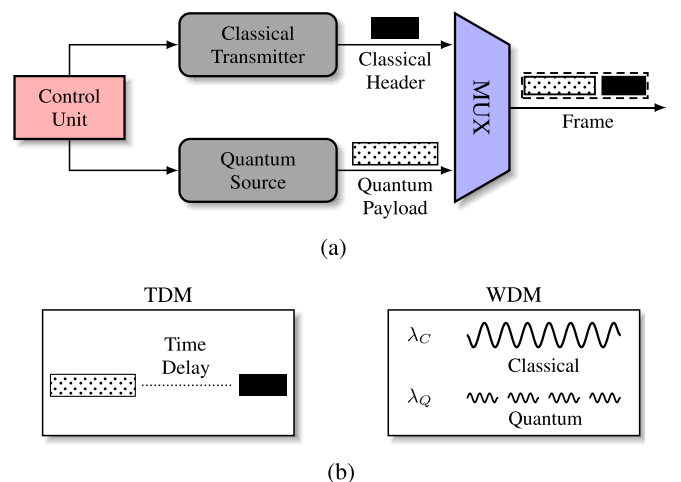 Classical
Transmitter
Classical
Header
Control
Unit
MUX
Frame
Quantum
Source
Quantum
Payload
(a)
TDM
Time
Delay
WDM
λ_C
Classical
λ_Q
Quantum
(b)